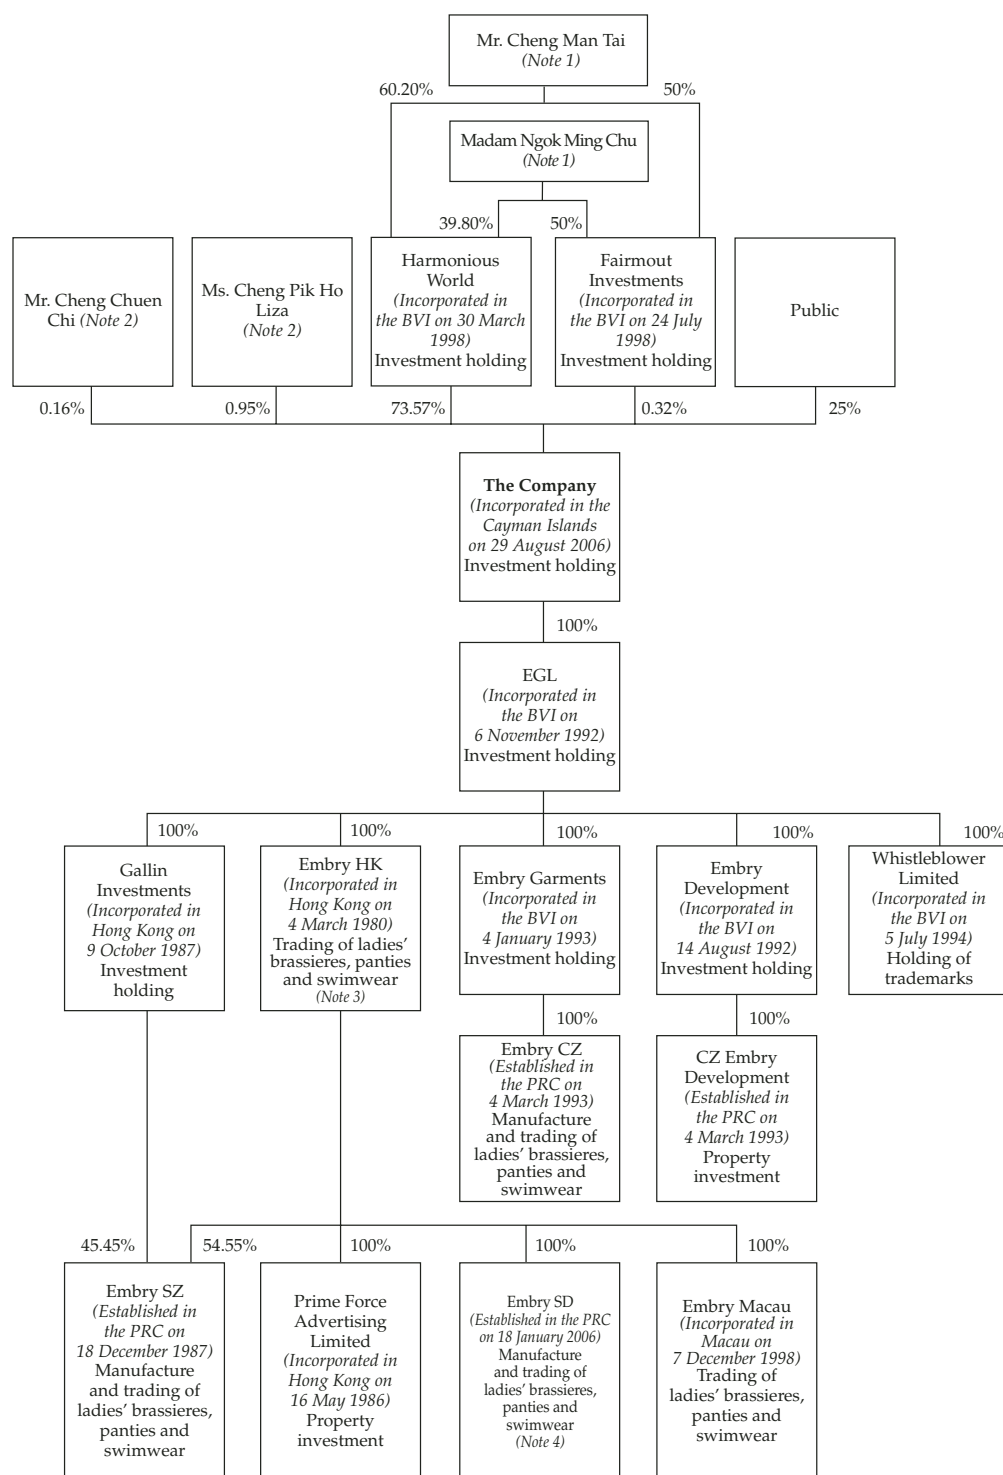 Mr. Cheng Man Tai
(Note 1)
60.20%
50%
Madam Ngok Ming Chu
(Note 1)
39.80%
50%
Mr. Cheng Chuen
Chi (Note 2)
Ms. Cheng Pik Ho
Liza
(Note 2)
Harmonious
World
(Incorporated in
the BVI on 30 March
1998)
Investment holding
Fairmout
Investments
(Incorporated in
the BVI on 24 July
1998)
Investment holding
Public
0.16%
0.95%
73.57%
0.32%
25%
The Company
(Incorporated in the
Cayman Islands
on 29 August 2006)
Investment holding
100%
EGL
(Incorporated in
the BVI on
6 November 1992)
Investment holding
100%
100%
100%
100%
100%
Gallin
Investments
(Incorporated in
Hong Kong on
9 October 1987)
Investment
holding
Embry HK
(Incorporated in
Hong Kong on
4 March 1980)
Trading of ladies'
brassieres, panties
and swimwear
(Note 3)
Embry Garments
(Incorporated in
the BVI on
4 January 1993)
Investment holding
Embry
Development
(Incorporated in
the BVI on
14 August 1992)
Investment holding
Whistleblower
Limited
(Incorporated in
the BVI on
5 July 1994)
Holding of
trademarks
100%
100%
Embry CZ
(Established in
the PRC on
4 March 1993)
Manufacture
and trading of
ladies' brassieres,
panties and
swimwear
CZ Embry
Development
(Established in
the PRC on
4 March 1993)
Property
investment
45.45%
54.55%
100%
100%
100%
Embry SZ
(Established in
the PRC on
18 December 1987)
Manufacture
and trading of
ladies' brassieres,
panties and
swimwear
Prime Force
Advertising
Limited
(Incorporated in
Hong Kong on
16 May 1986)
Property
investment
Embry SD
(Established in the PRC
on 18 January 2006)
Manufacture
and trading of
ladies' brassieres,
panties and
swimwear
(Note 4)
Embry Macau
(Incorporated in
Macau on
7 December 1998)
Trading of
ladies' brassieres,
panties and
swimwear